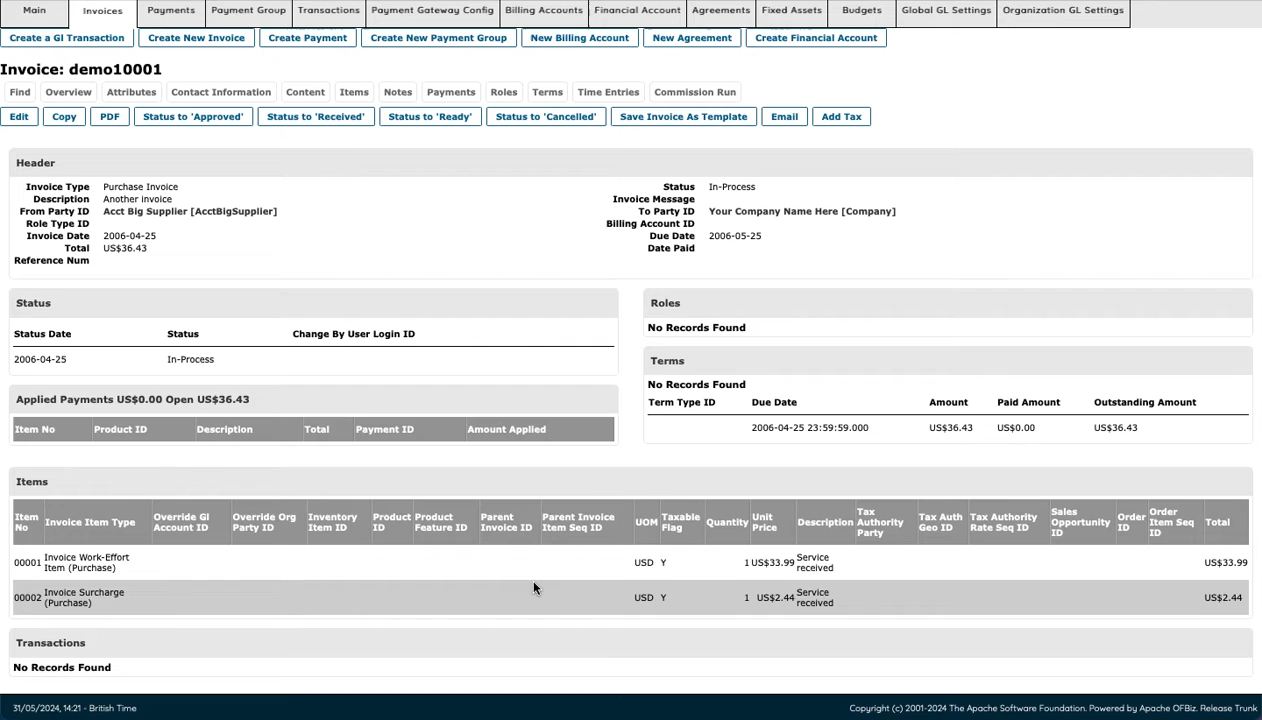 Main Invoices Payments Payment Group Transactions Payment Gateway Config Billing Accounts Financial Account Agreements Fixed Assets Budgets Global GL Settings Organization GL Settings
Create a Gl Transaction Create New Invoice Create Payment Create New Payment Group New Billing Account New Agreement Create Financial Account
Invoice: demo10001
Find Overview Attributes Contact Information Content Items Notes Payments Roles Terms Time Entries Commission Run
Edit Copy PDF Status to 'Approved' Status to 'Received' Status to 'Ready' Status to 'Cancelled' Save Invoice As Template Email Add Tax
Header
Invoice Type Purchase Invoice Status In-Process
Description Another invoice Invoice Message
From Party ID Acct Big Supplier [AcctBigSupplier] To Party ID Your Company Name Here [Company]
Role Type ID Billing Account ID
Invoice Date 2006-04-25 Due Date 2006-05-25
Total US$36.43 Date Paid
Reference Num
Status
Status Date Status Change By User Login ID
2006-04-25 In-Process
Applied Payments US$0.00 Open US$36.43
Item No Product ID Description Total Payment ID Amount Applied
Roles
No Records Found
Terms
No Records Found
Term Type ID Due Date Amount Paid Amount Outstanding Amount
2006-04-25 23:59:59.000 US$36.43 US$0.00 US$36.43
Items
Item No Invoice Item Type Override Gl Account ID Override Org Party ID Inventory Item ID Product ID Product Feature ID Parent Invoice ID Parent Invoice Item Seq ID UOM Taxable Flag Quantity Unit Price Description Tax Authority Party Tax Auth Geo ID Tax Authority Rate Seq ID Sales Opportunity ID Order ID Order Item Seq ID Total
00001 Invoice Work-Effort Item (Purchase) USD Y 1 US$33.99 Service received US$33.99
00002 Invoice Surcharge (Purchase) USD Y 1 US$2.44 Service received US$2.44
Transactions
No Records Found
31/05/2024, 14:21 - British Time Copyright (c) 2001-2024 The Apache Software Foundation. Powered by Apache OFBiz. Release Trunk